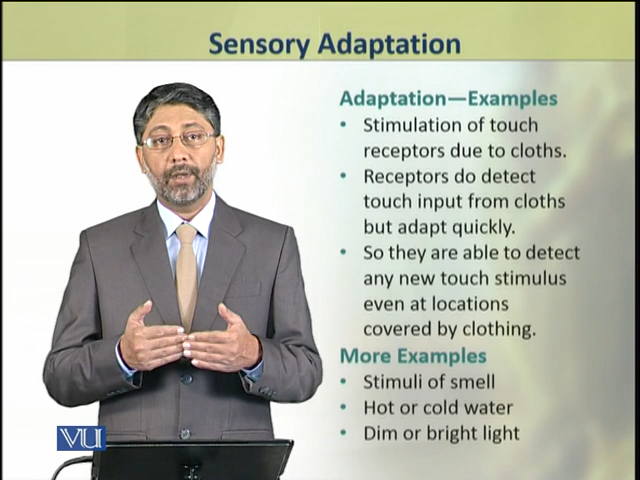 Sensory Adaptation
Adaptation—Examples
• Stimulation of touch
receptors due to cloths.
• Receptors do detect
touch input from cloths
but adapt quickly.
• So they are able to detect
any new touch stimulus
even at locations
covered by clothing.
More Examples
• Stimuli of smell
• Hot or cold water
• Dim or bright light
VU